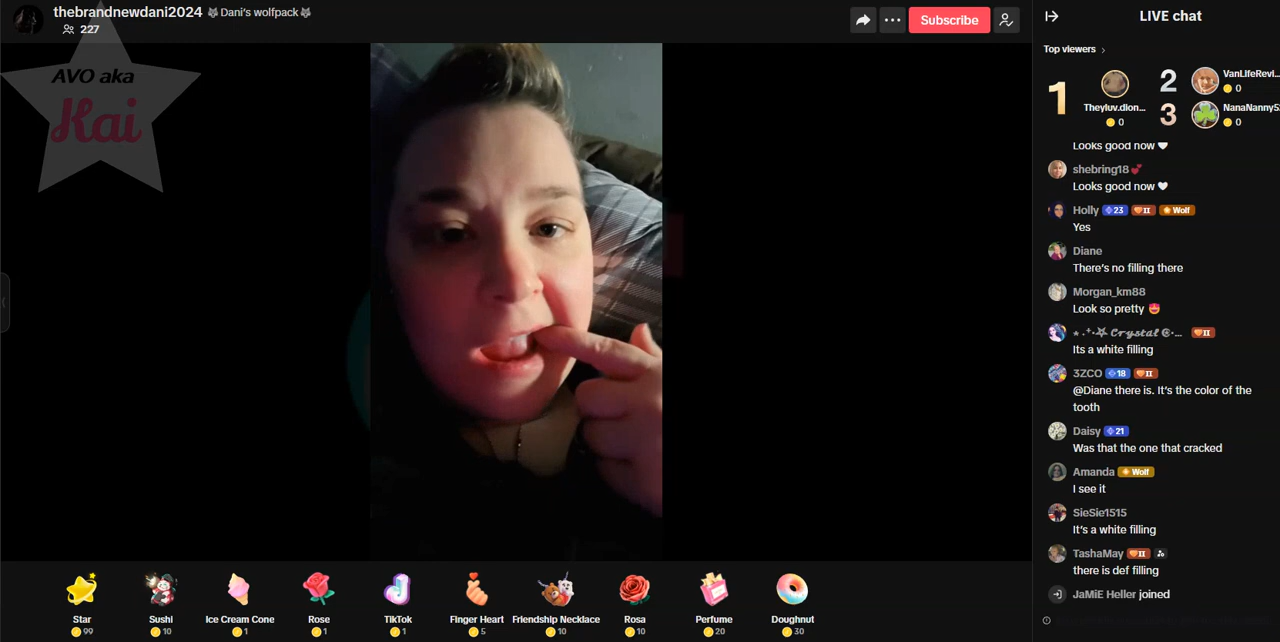 thebrandnewdani2024 🐺Dani's wolfpack🐺
227
Subscribe
AVO aka
Kai
LIVE chat
Top viewers
1
Theyluv.dion...
0
2
VanLifeRevi...
0
3
NanaNanny5
0
Looks good now 🤍
shebring18💕
Looks good now 🤍
Holly 23 II Wolf
Yes
Diane
There's no filling there
Morgan_km88
Look so pretty 😍
Crystal ... II
Its a white filling
3ZCO 18 II
@Diane there is. It's the color of the
tooth
Daisy 21
Was that the one that cracked
Amanda Wolf
I see it
SieSie1515
It's a white filling
TashaMay II
there is def filling
JaMiE Heller joined
Star
99
Sushi
10
Ice Cream Cone
1
Rose
1
TikTok
1
Finger Heart
5
Friendship Necklace
10
Rosa
10
Perfume
20
Doughnut
30